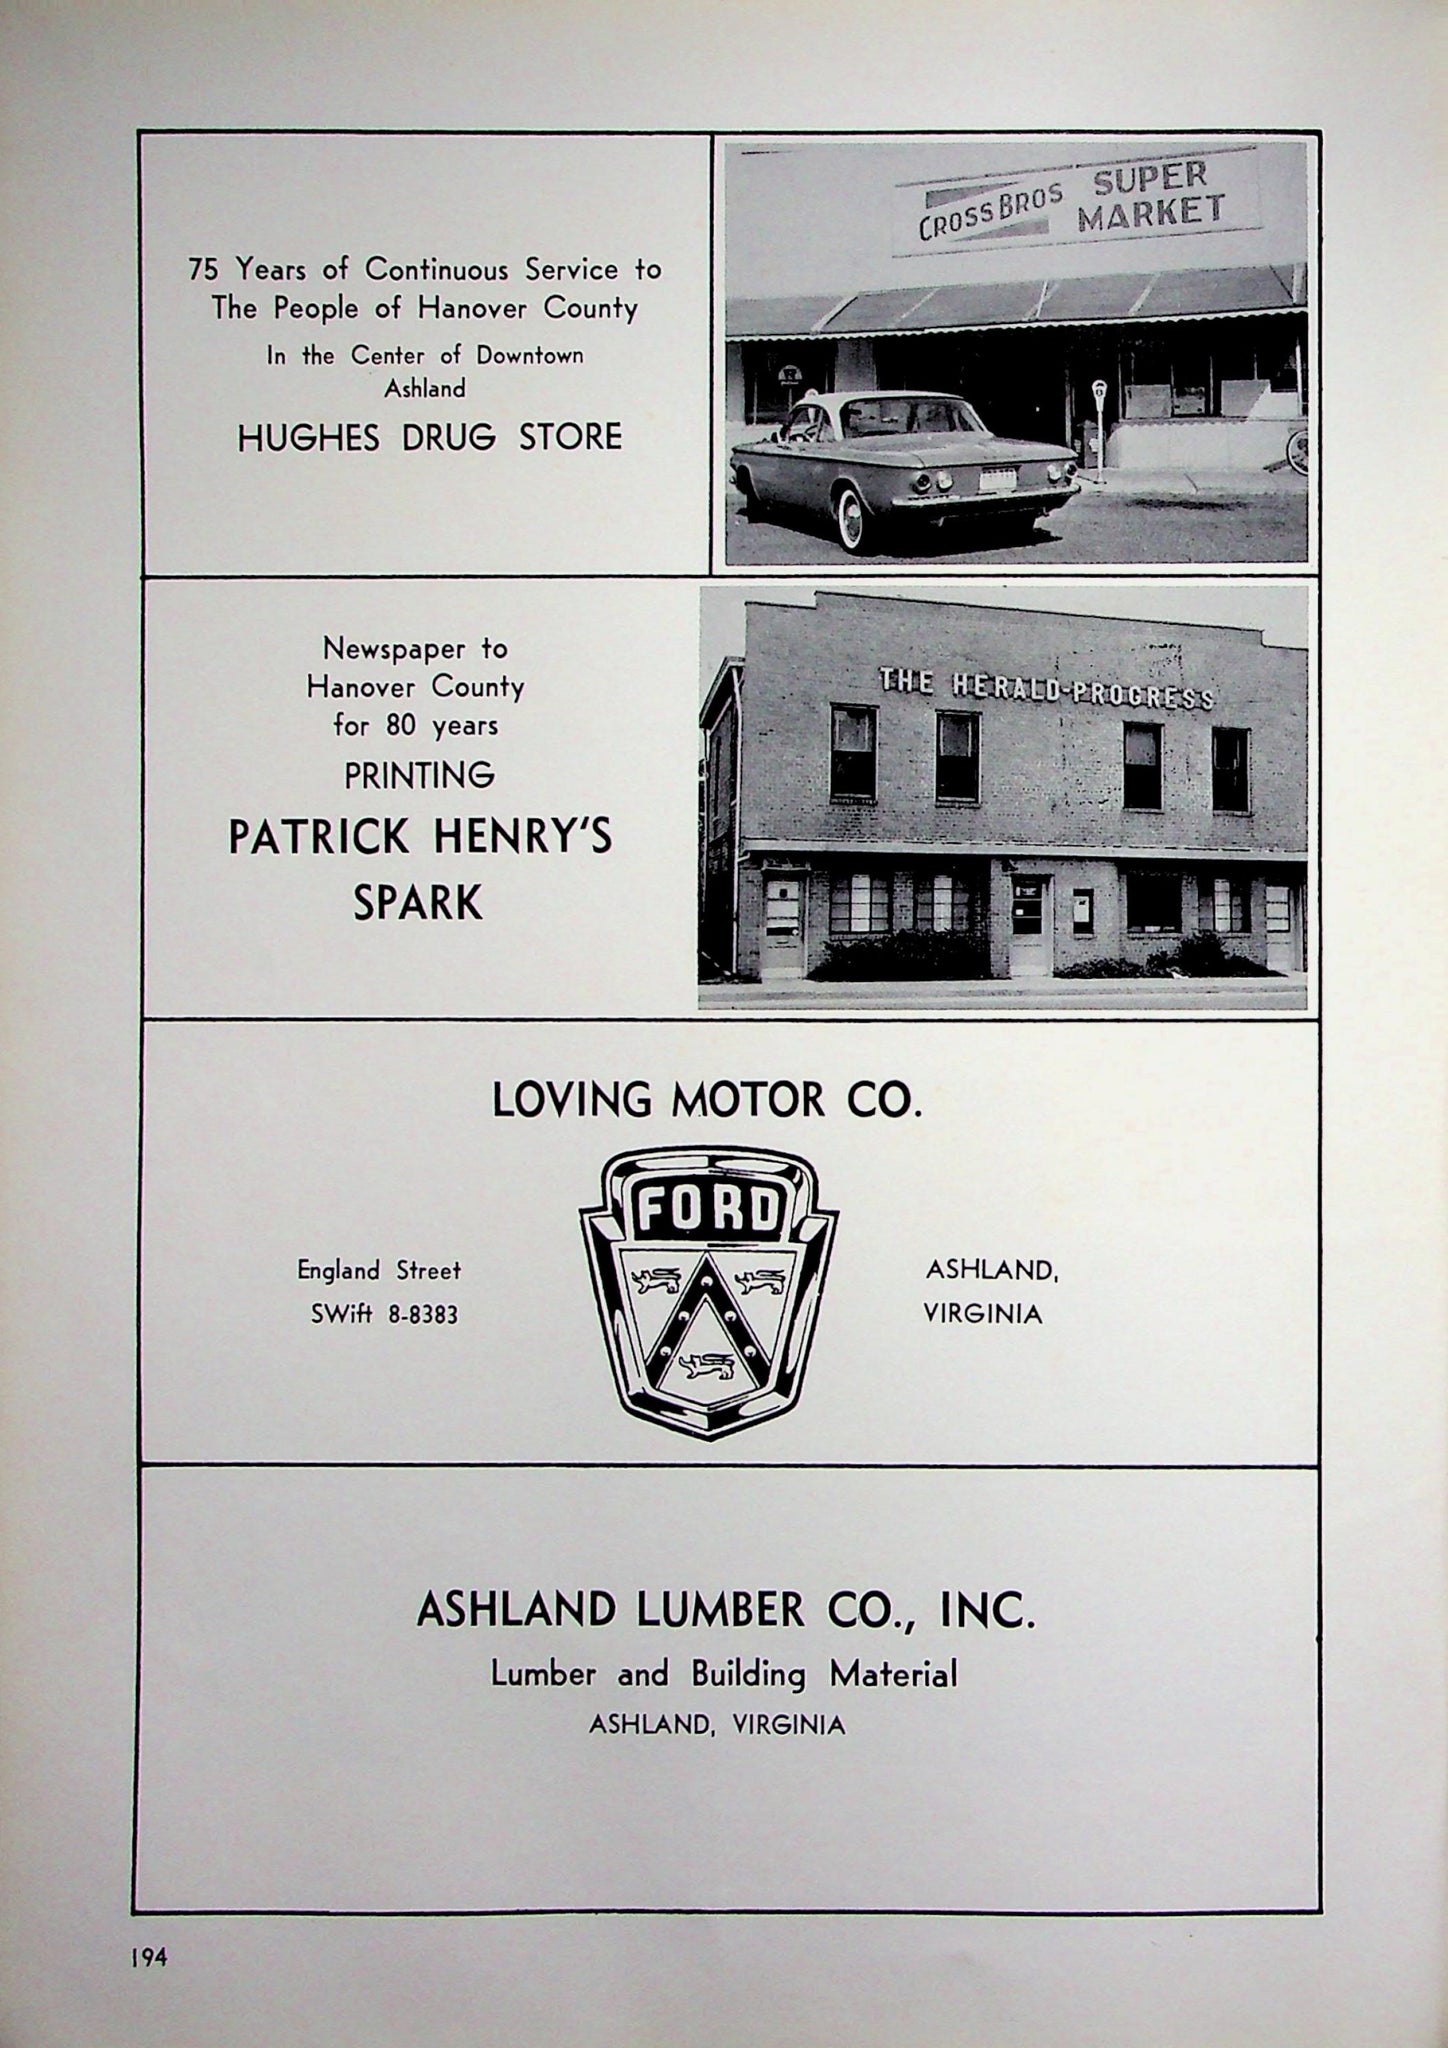 75 Years of Continuous Service to
The People of Hanover County
In the Center of Downtown
Ashland
HUGHES DRUG STORE
CROSS BROS SUPER
MARKET
Newspaper to
Hanover County
for 80 years
PRINTING
PATRICK HENRY'S
SPARK
THE HERALD-PROGRESS
LOVING MOTOR CO.
FORD
England Street
SWift 8-8383
ASHLAND,
VIRGINIA
ASHLAND LUMBER CO., INC.
Lumber and Building Material
ASHLAND, VIRGINIA
194